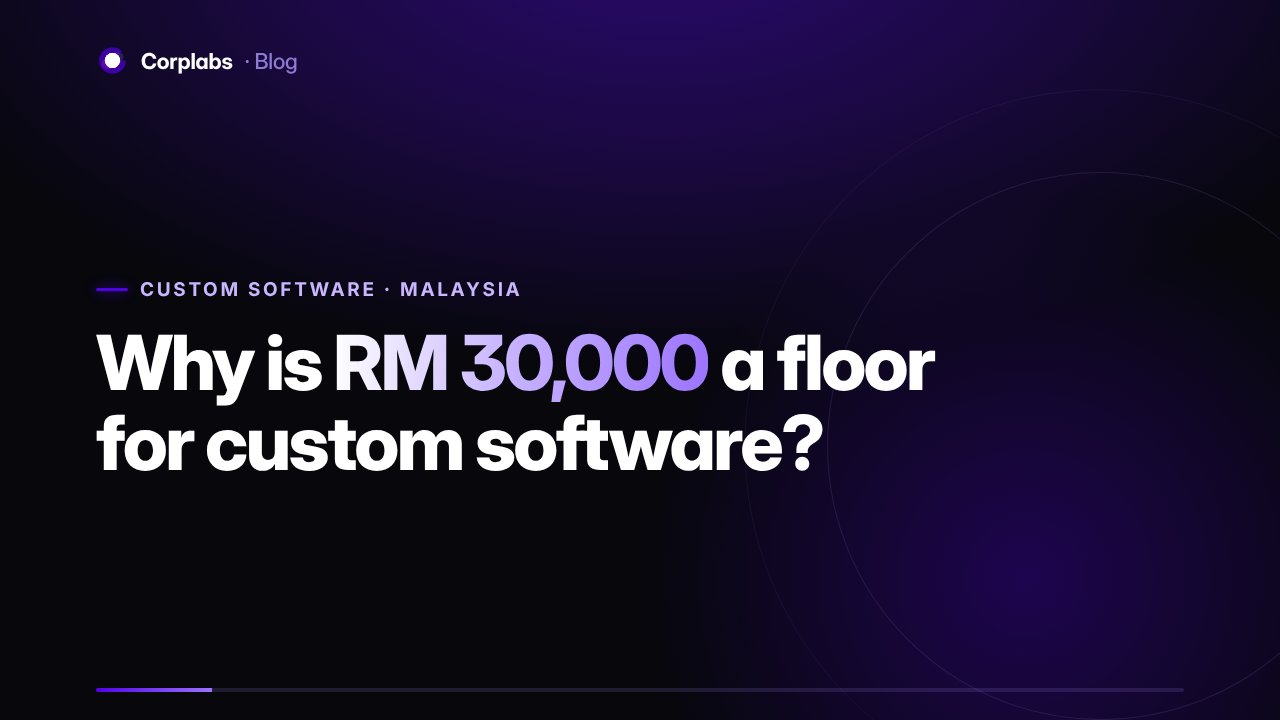 Corplabs · Blog
CUSTOM SOFTWARE · MALAYSIA
Why is RM 30,000 a floor
for custom software?